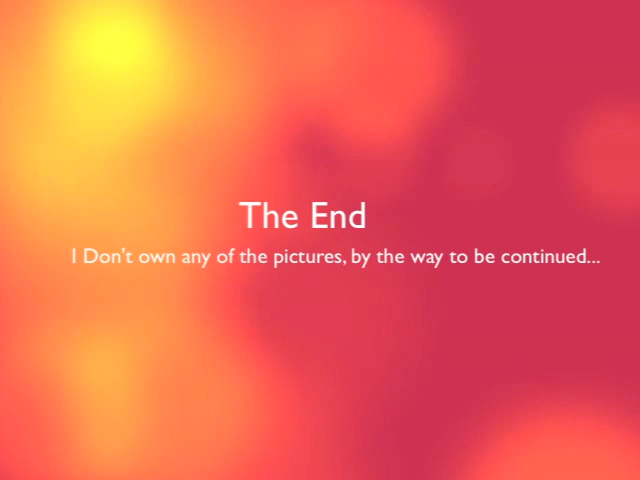 The End
I Don't own any of the pictures, by the way to be continued...